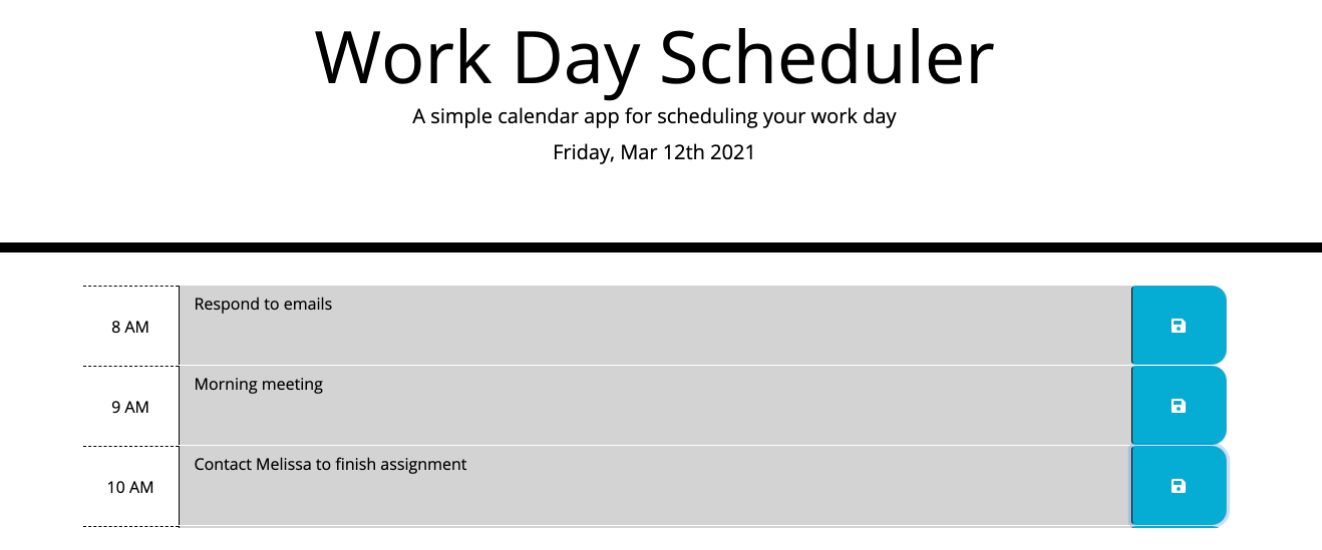 Work Day Scheduler
A simple calendar app for scheduling your work day
Friday, Mar 12th 2021
8 AM
Respond to emails
9 AM
Morning meeting
10 AM
Contact Melissa to finish assignment